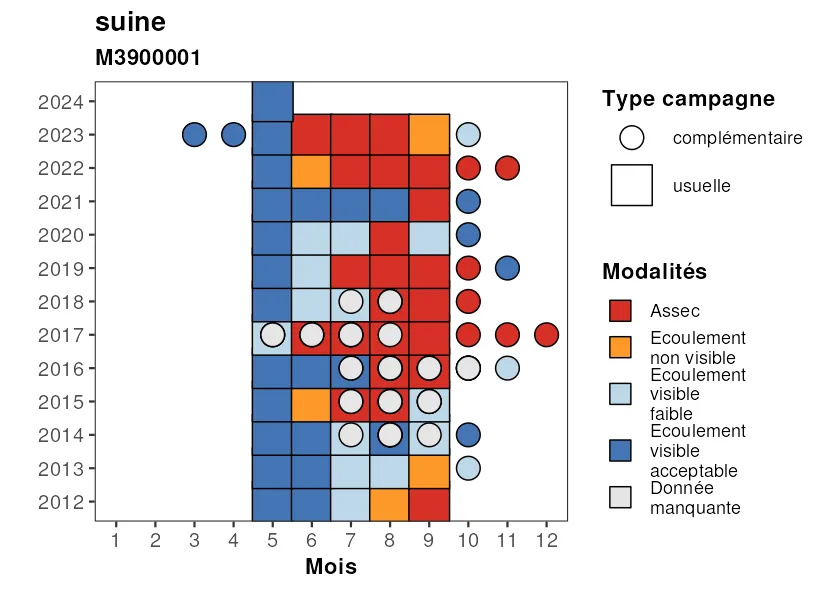 suine
M3900001
2024
2023
2022
2021
2020
2019
2018
2017
2016
2015
2014
2013
2012
1 2 3 4 5 6 7 8 9 10 11 12
Mois
Type campagne
complémentaire
usuelle
Modalités
Assec
Ecoulement
non visible
Ecoulement
visible
faible
Ecoulement
visible
acceptable
Donnée
manquante